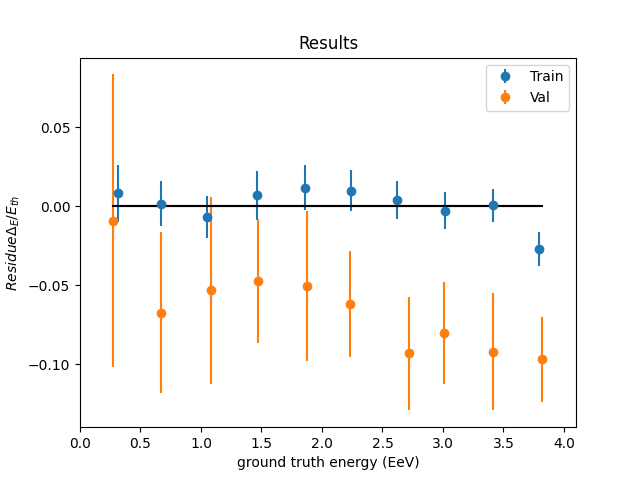 Results
Train
Val
0.05
0.00
−0.05
−0.10
Residue Δ_E/E_th
0.0 0.5 1.0 1.5 2.0 2.5 3.0 3.5 4.0
ground truth energy (EeV)